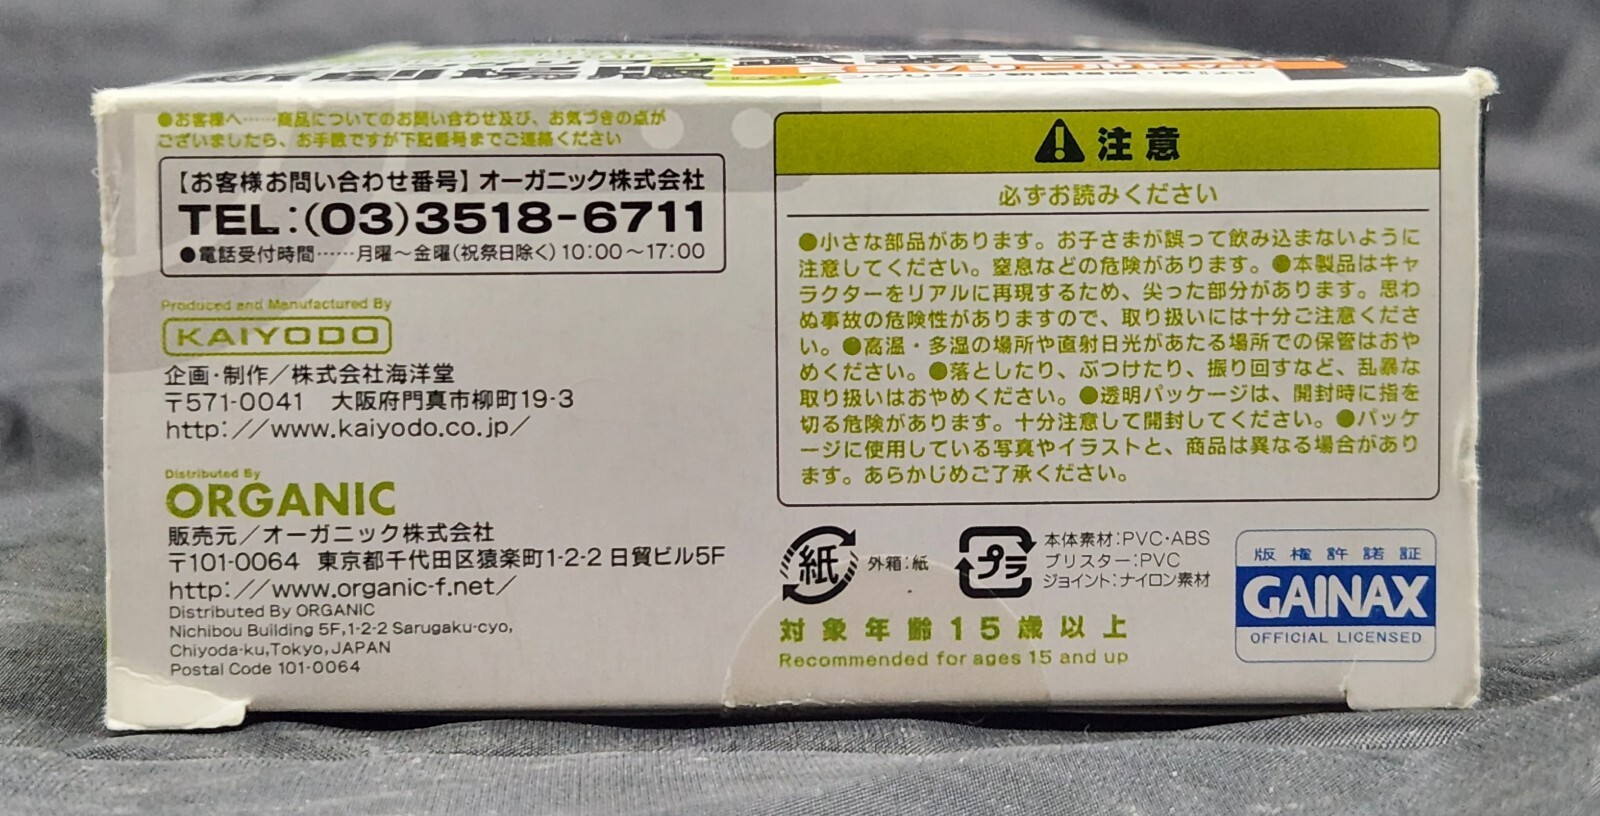 新劇場版
●お客様へ……商品についてのお問い合わせ及び、お気づきの点が
ございましたら、お手数ですが下記番号までご連絡ください
【お客様お問い合わせ番号】オーガニック株式会社
TEL:(03)3518-6711
●電話受付時間……月曜～金曜(祝祭日除く)10:00～17:00
Produced and Manufactured By
KAIYODO
企画・制作／株式会社海洋堂
〒571-0041 大阪府門真市柳町19-3
http://www.kaiyodo.co.jp/
Distributed By
ORGANIC
販売元／オーガニック株式会社
〒101-0064 東京都千代田区猿楽町1-2-2 日貿ビル5F
http://www.organic-f.net/
Distributed By ORGANIC
Nichibou Building 5F,1-2-2 Sarugaku-cyo,
Chiyoda-ku,Tokyo,JAPAN
Postal Code 101-0064
注意
必ずお読みください
●小さな部品があります。お子さまが誤って飲み込まないように
注意してください。窒息などの危険があります。●本製品はキャ
ラクターをリアルに再現するため、尖った部分があります。思わ
ぬ事故の危険性がありますので、取り扱いには十分ご注意くださ
い。●高温・多湿の場所や直射日光があたる場所での保管はおや
めください。●落としたり、ぶつけたり、振り回すなど、乱暴な
取り扱いはおやめください。●透明パッケージは、開封時に指を
切る危険があります。十分注意して開封してください。●パッケ
ージに使用している写真やイラストと、商品は異なる場合があり
ます。あらかじめご了承ください。
紙
外箱:紙
プラ
本体素材:PVC・ABS
ブリスター:PVC
ジョイント:ナイロン素材
対象年齢15歳以上
Recommended for ages 15 and up
版権許諾証
GAINAX
OFFICIAL LICENSED